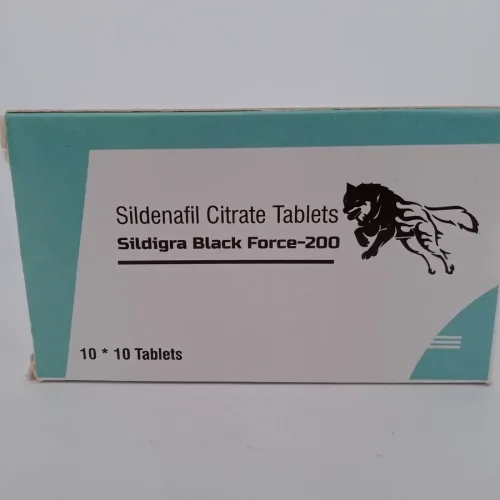 Sildenafil Citrate Tablets
Sildigra Black Force-200
10 * 10 Tablets